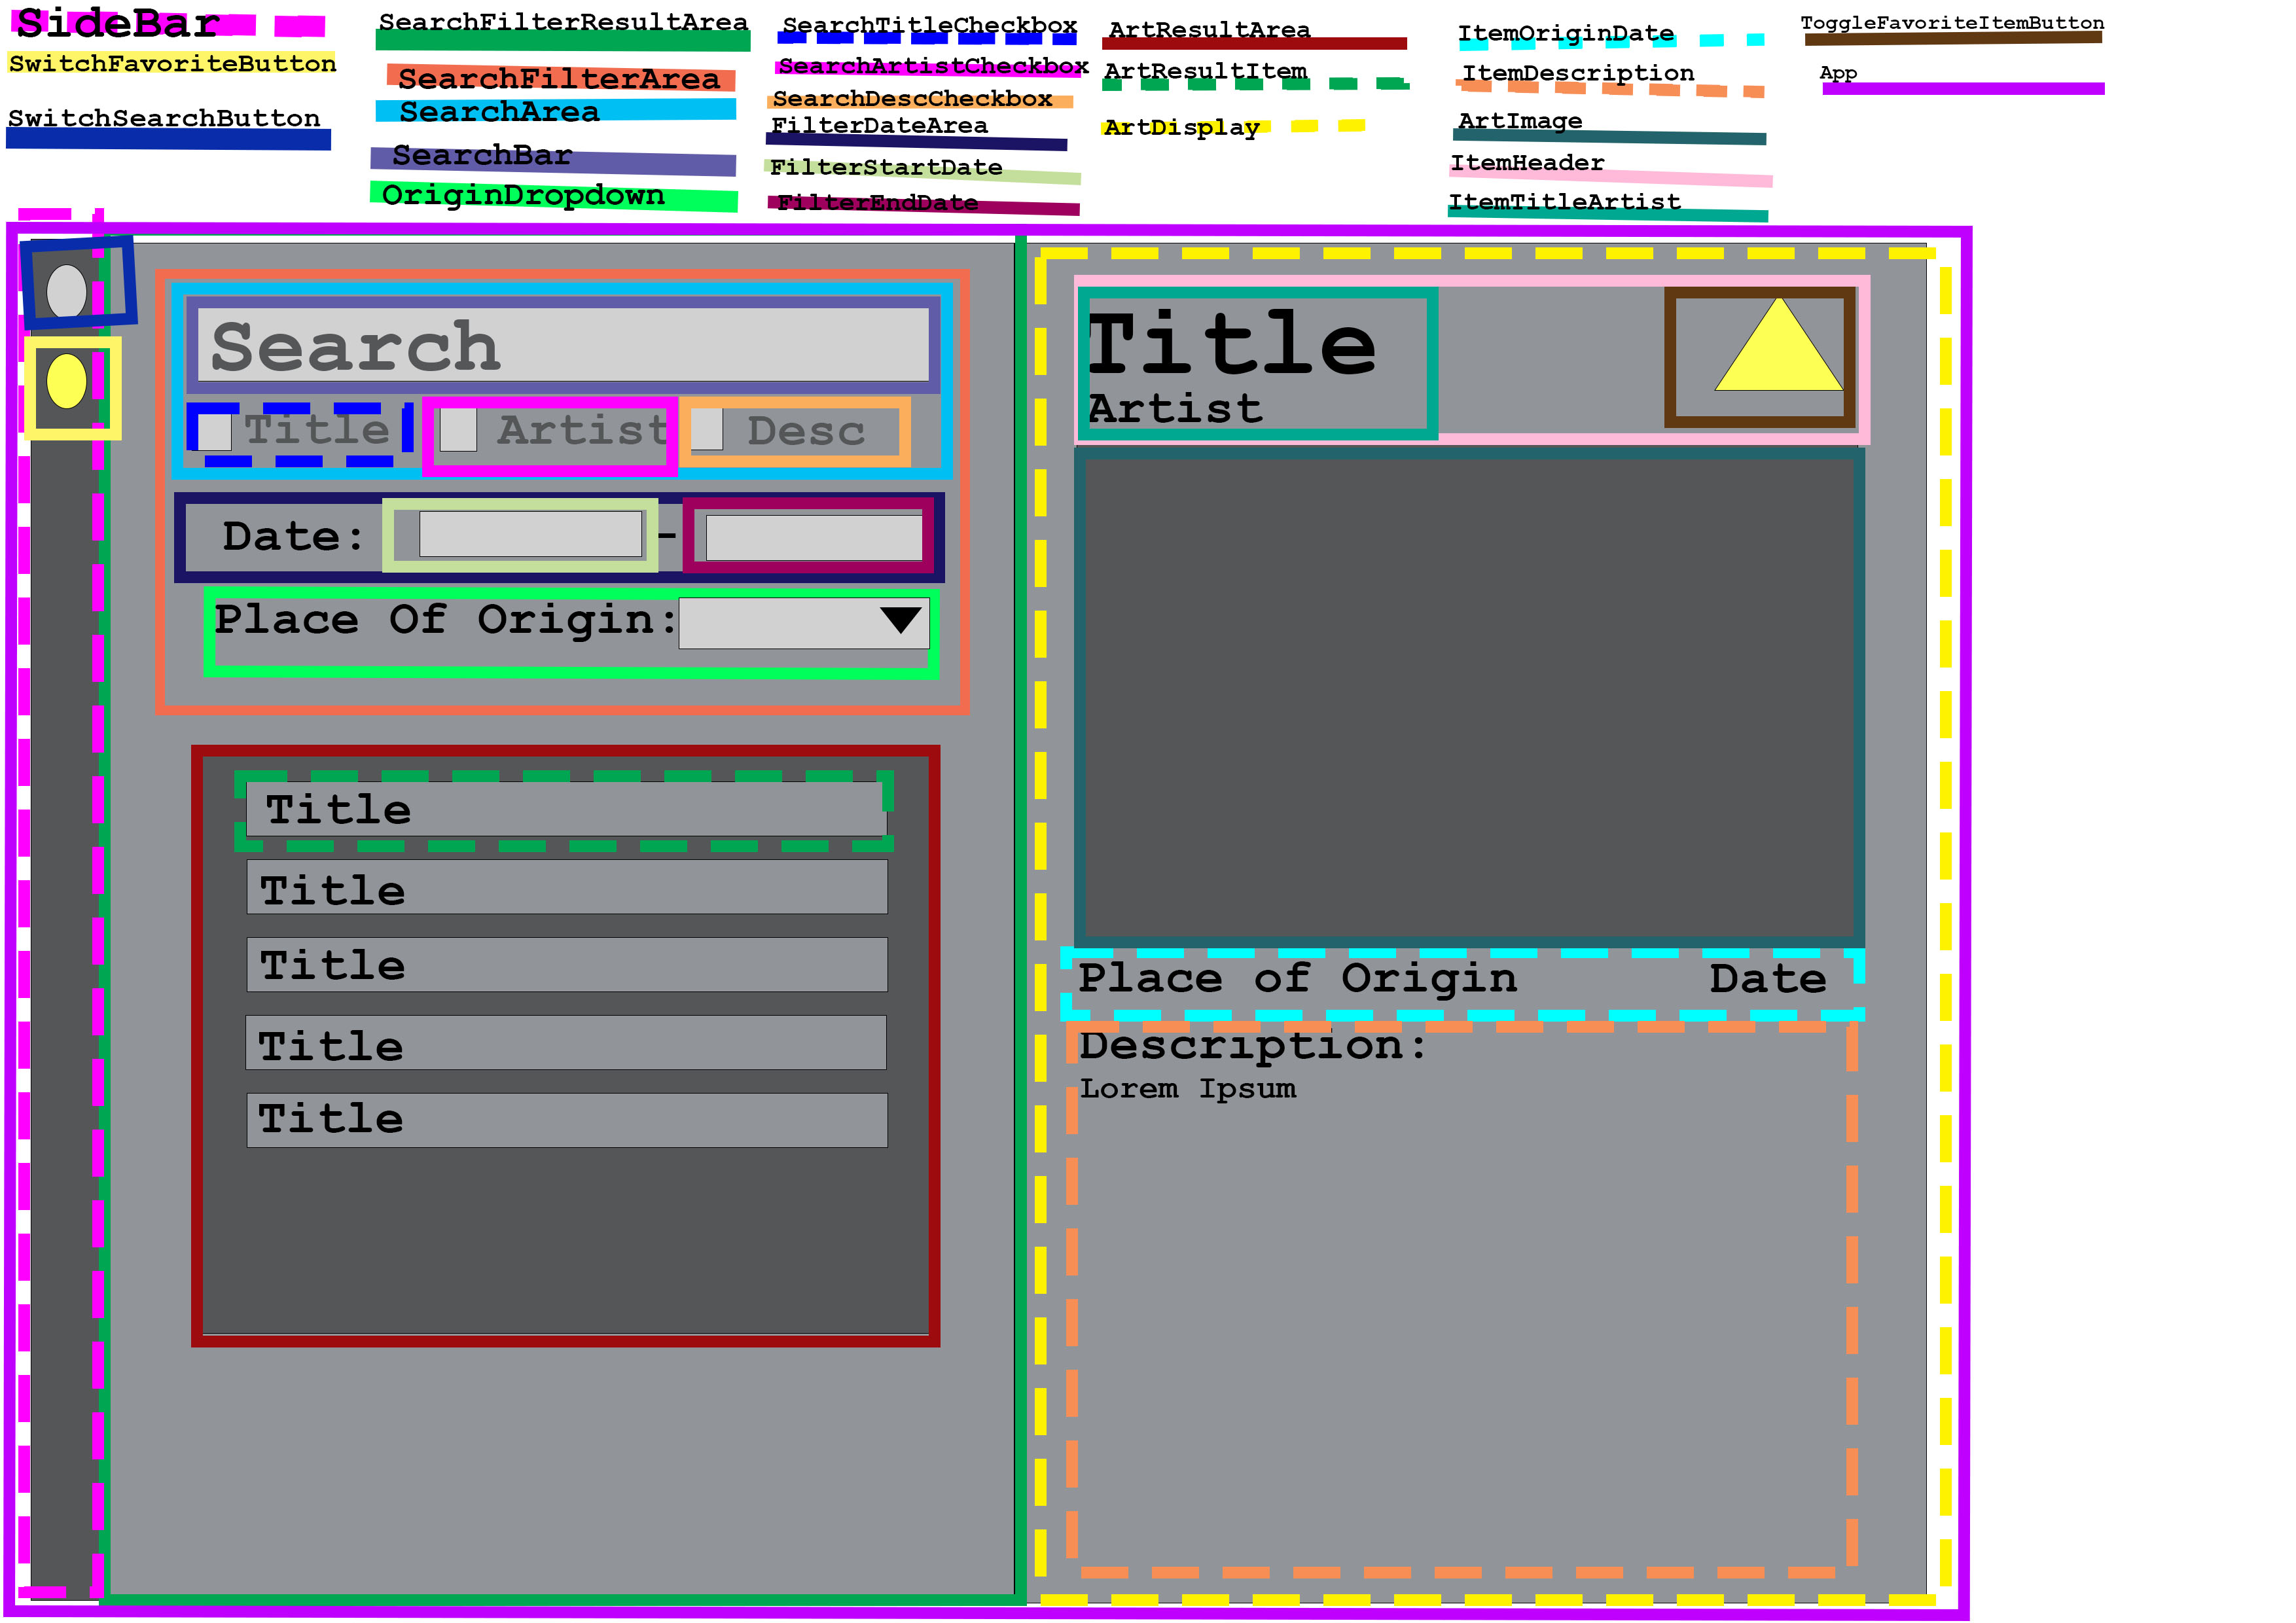 SideBar
SwitchFavoriteButton
SwitchSearchButton
SearchFilterResultArea
SearchFilterArea
SearchArea
SearchBar
OriginDropdown
SearchTitleCheckbox
SearchArtistCheckbox
SearchDescCheckbox
FilterDateArea
FilterStartDate
FilterEndDate
ArtResultArea
ArtResultItem
ArtDisplay
ItemOriginDate
ItemDescription
ArtImage
ItemHeader
ItemTitleArtist
ToggleFavoriteItemButton
App
Search
Title Artist Desc
Date: -
Place Of Origin:
Title
Title
Title
Title
Title
Title
Artist
Place of Origin Date
Description:
Lorem Ipsum